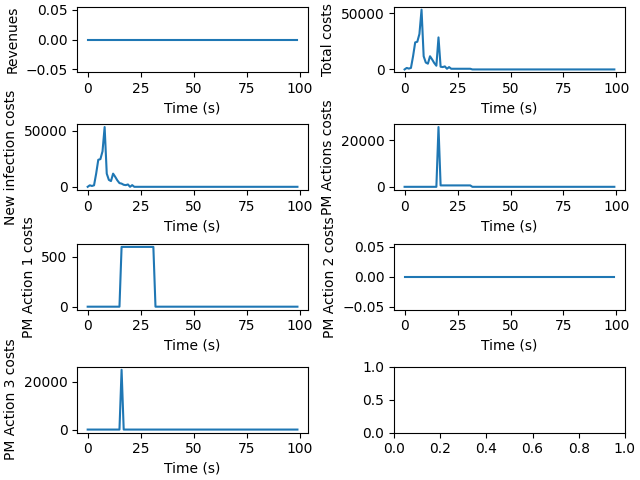 Revenues
0.05
0.00
−0.05
0 25 50 75 100
Time (s)
Total costs
50000
0
0 25 50 75 100
Time (s)
New infection costs
50000
0
0 25 50 75 100
Time (s)
PM Actions costs
20000
0
0 25 50 75 100
Time (s)
PM Action 1 costs
500
0
0 25 50 75 100
Time (s)
PM Action 2 costs
0.05
0.00
−0.05
0 25 50 75 100
Time (s)
PM Action 3 costs
20000
0
0 25 50 75 100
Time (s)
1.0
0.5
0.0
0.0 0.2 0.4 0.6 0.8 1.0